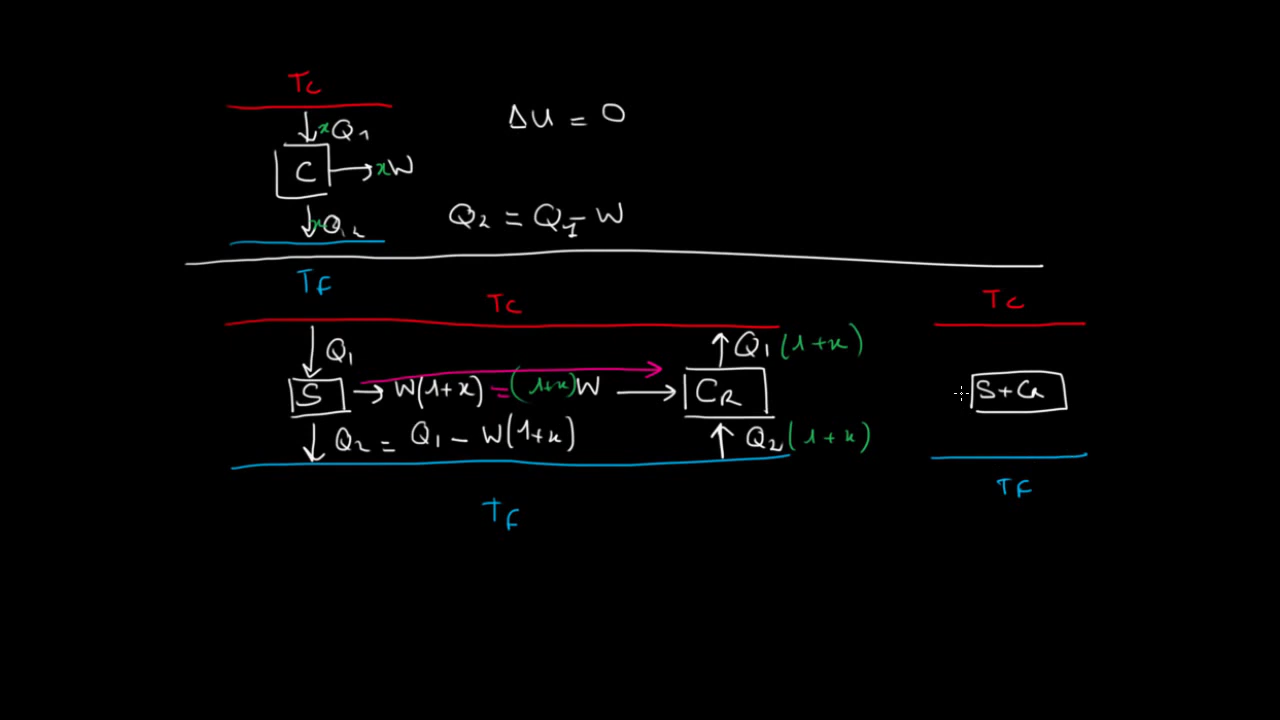 Tc
xQ1
ΔU = 0
C → xW
xQ2
Q2 = Q1 - W
TF
Tc
Tc
Q1
Q1(1+x)
S → W(1+x) = (1+x)W → CR
S+CR
Q2 = Q1 - W(1+x)
Q2(1+x)
TF
TF